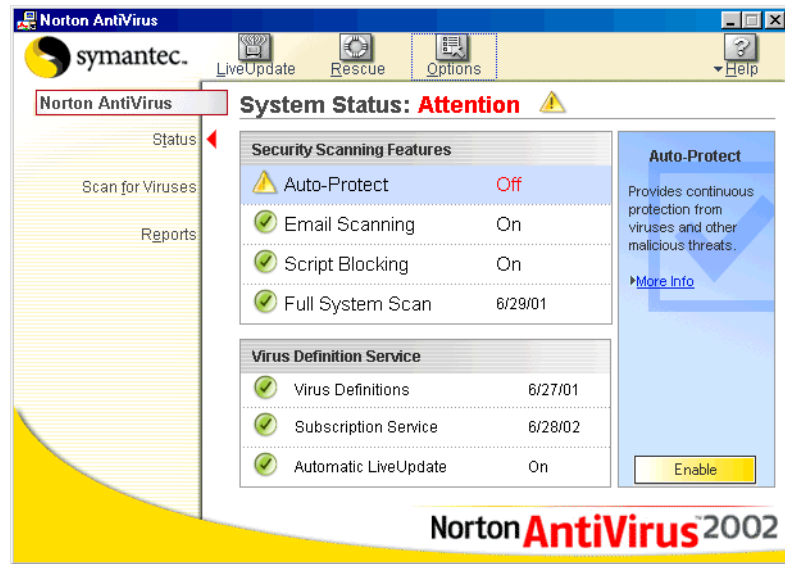 Norton AntiVirus
symantec.
LiveUpdate
Rescue
Options
Help
Norton AntiVirus
Status
Scan for Viruses
Reports
System Status: Attention
Security Scanning Features
Auto-Protect Off
Email Scanning On
Script Blocking On
Full System Scan 6/29/01
Virus Definition Service
Virus Definitions 6/27/01
Subscription Service 6/28/02
Automatic LiveUpdate On
Auto-Protect
Provides continuous
protection from
viruses and other
malicious threats.
More Info
Enable
Norton AntiVirus™2002